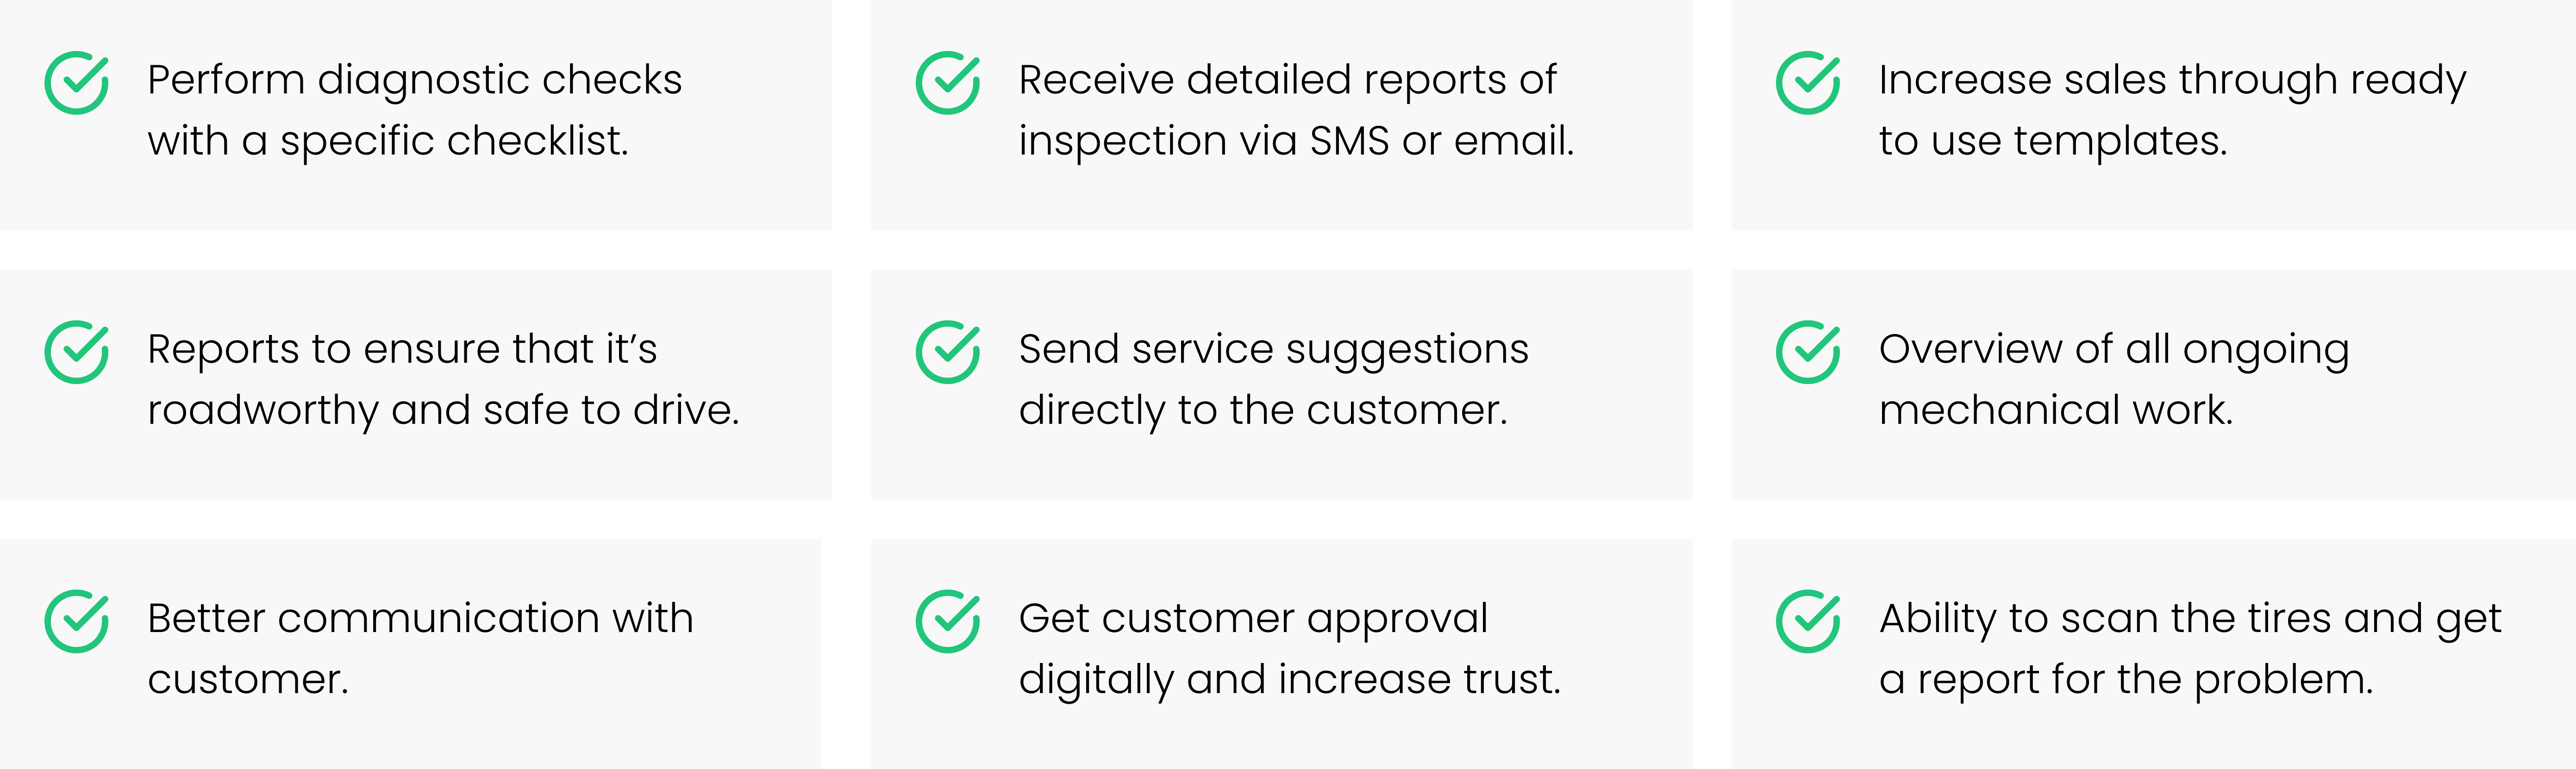 Perform diagnostic checks
with a specific checklist.
Receive detailed reports of
inspection via SMS or email.
Increase sales through ready
to use templates.
Reports to ensure that it’s
roadworthy and safe to drive.
Send service suggestions
directly to the customer.
Overview of all ongoing
mechanical work.
Better communication with
customer.
Get customer approval
digitally and increase trust.
Ability to scan the tires and get
a report for the problem.